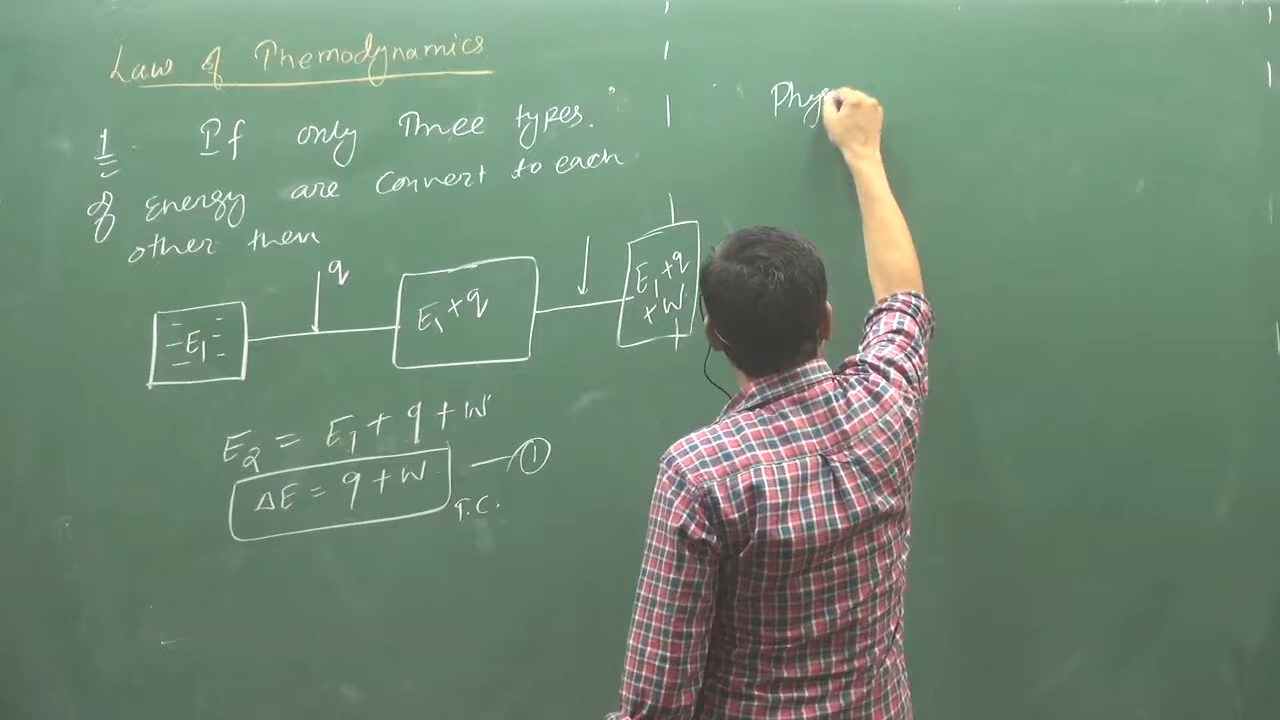 Law of Themodynamics
1. If only Three types.
of Energy are Convert to each
other then
q
E₁
E₁+q
E₁+q
+W
E₂ = E₁ + q + W
ΔE = q + W
①
Phys